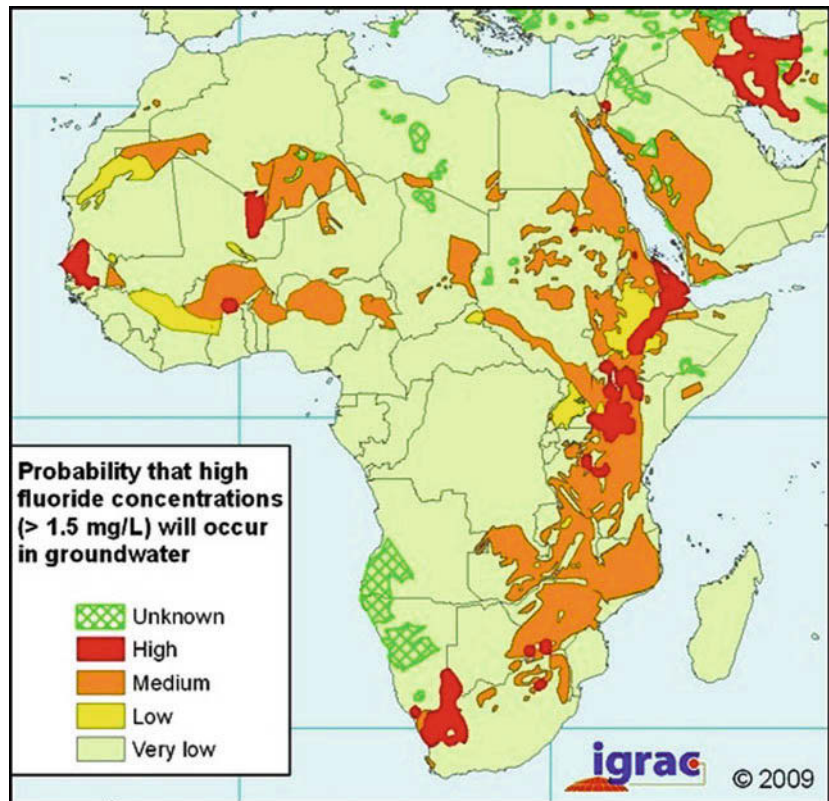 Probability that high
fluoride concentrations
(> 1.5 mg/L) will occur
in groundwater
Unknown
High
Medium
Low
Very low
igrac
© 2009